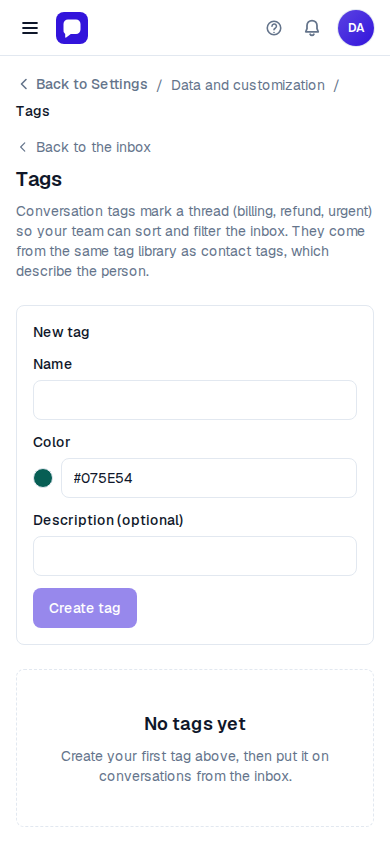 DA
Back to Settings / Data and customization /
Tags
Back to the inbox
Tags
Conversation tags mark a thread (billing, refund, urgent)
so your team can sort and filter the inbox. They come
from the same tag library as contact tags, which
describe the person.
New tag
Name
Color
#075E54
Description (optional)
Create tag
No tags yet
Create your first tag above, then put it on
conversations from the inbox.